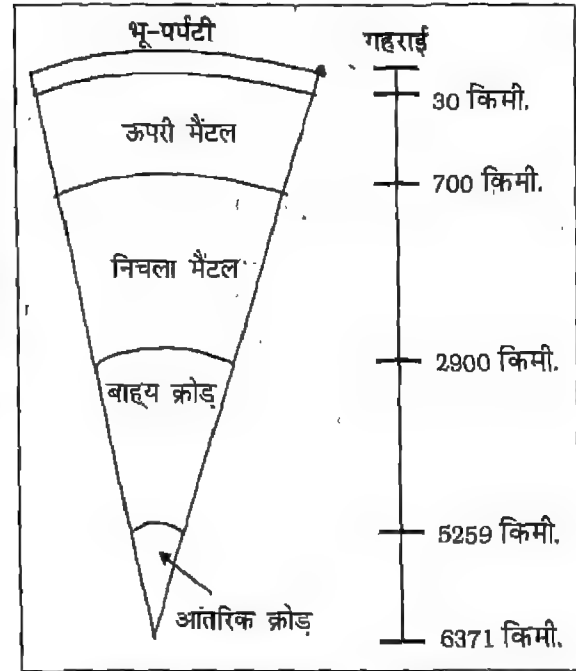 भू-पर्पटी
गहराई
30 किमी.
ऊपरी मैंटल
700 किमी.
निचला मैंटल
2900 किमी.
बाह्य क्रोड़
5259 किमी.
आंतरिक क्रोड़
6371 किमी.